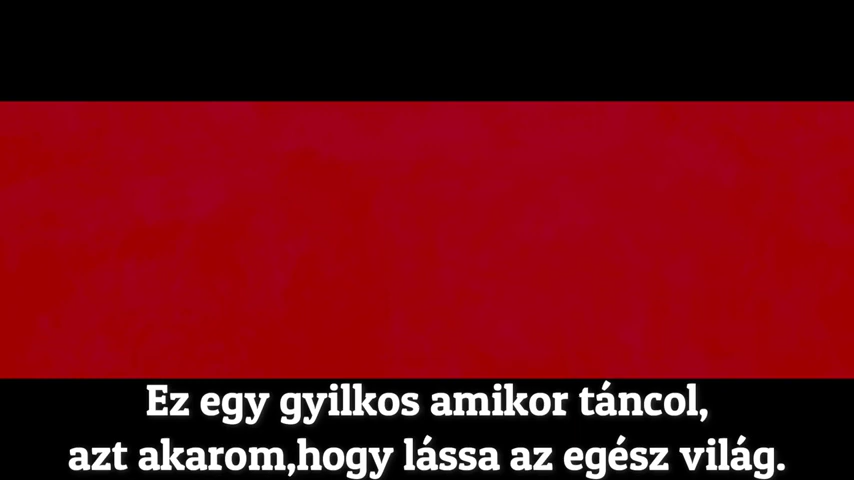 Ez egy gyilkos amikor táncol,
azt akarom,hogy lássa az egész világ.